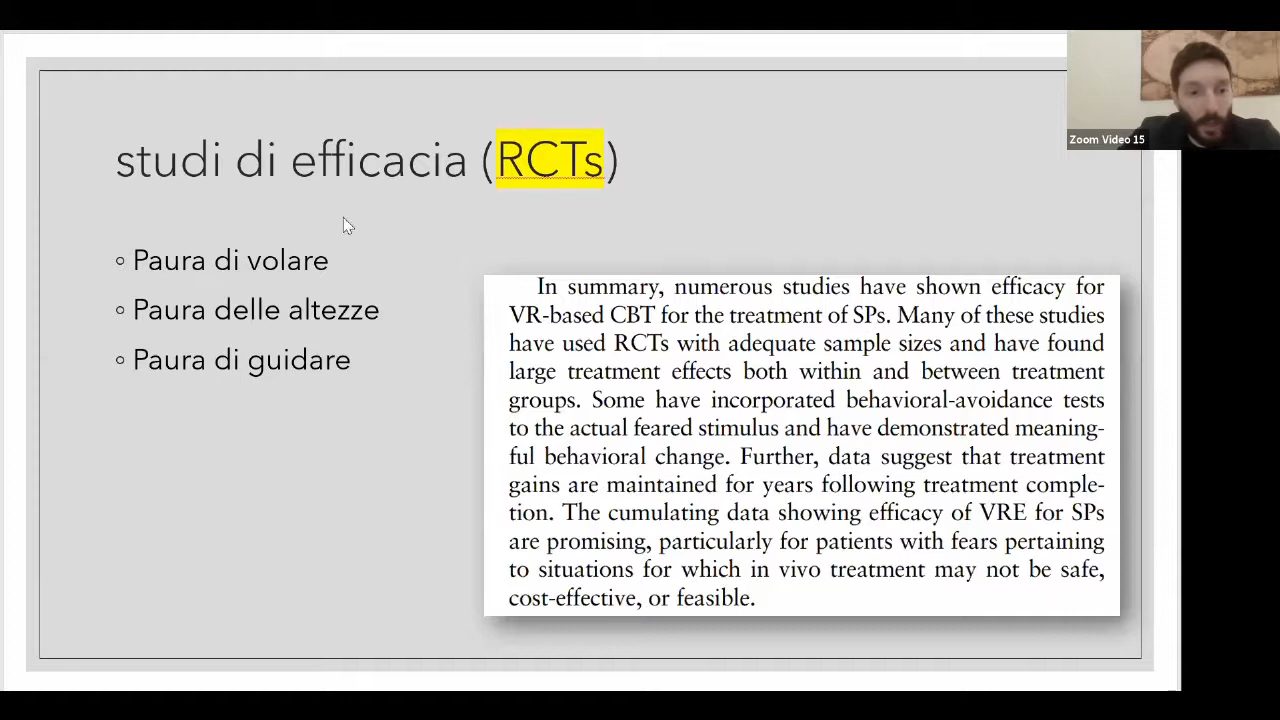 studi di efficacia (RCTs)
◦ Paura di volare
◦ Paura delle altezze
◦ Paura di guidare
In summary, numerous studies have shown efficacy for
VR-based CBT for the treatment of SPs. Many of these studies
have used RCTs with adequate sample sizes and have found
large treatment effects both within and between treatment
groups. Some have incorporated behavioral-avoidance tests
to the actual feared stimulus and have demonstrated meaning-
ful behavioral change. Further, data suggest that treatment
gains are maintained for years following treatment comple-
tion. The cumulating data showing efficacy of VRE for SPs
are promising, particularly for patients with fears pertaining
to situations for which in vivo treatment may not be safe,
cost-effective, or feasible.
Zoom Video 15